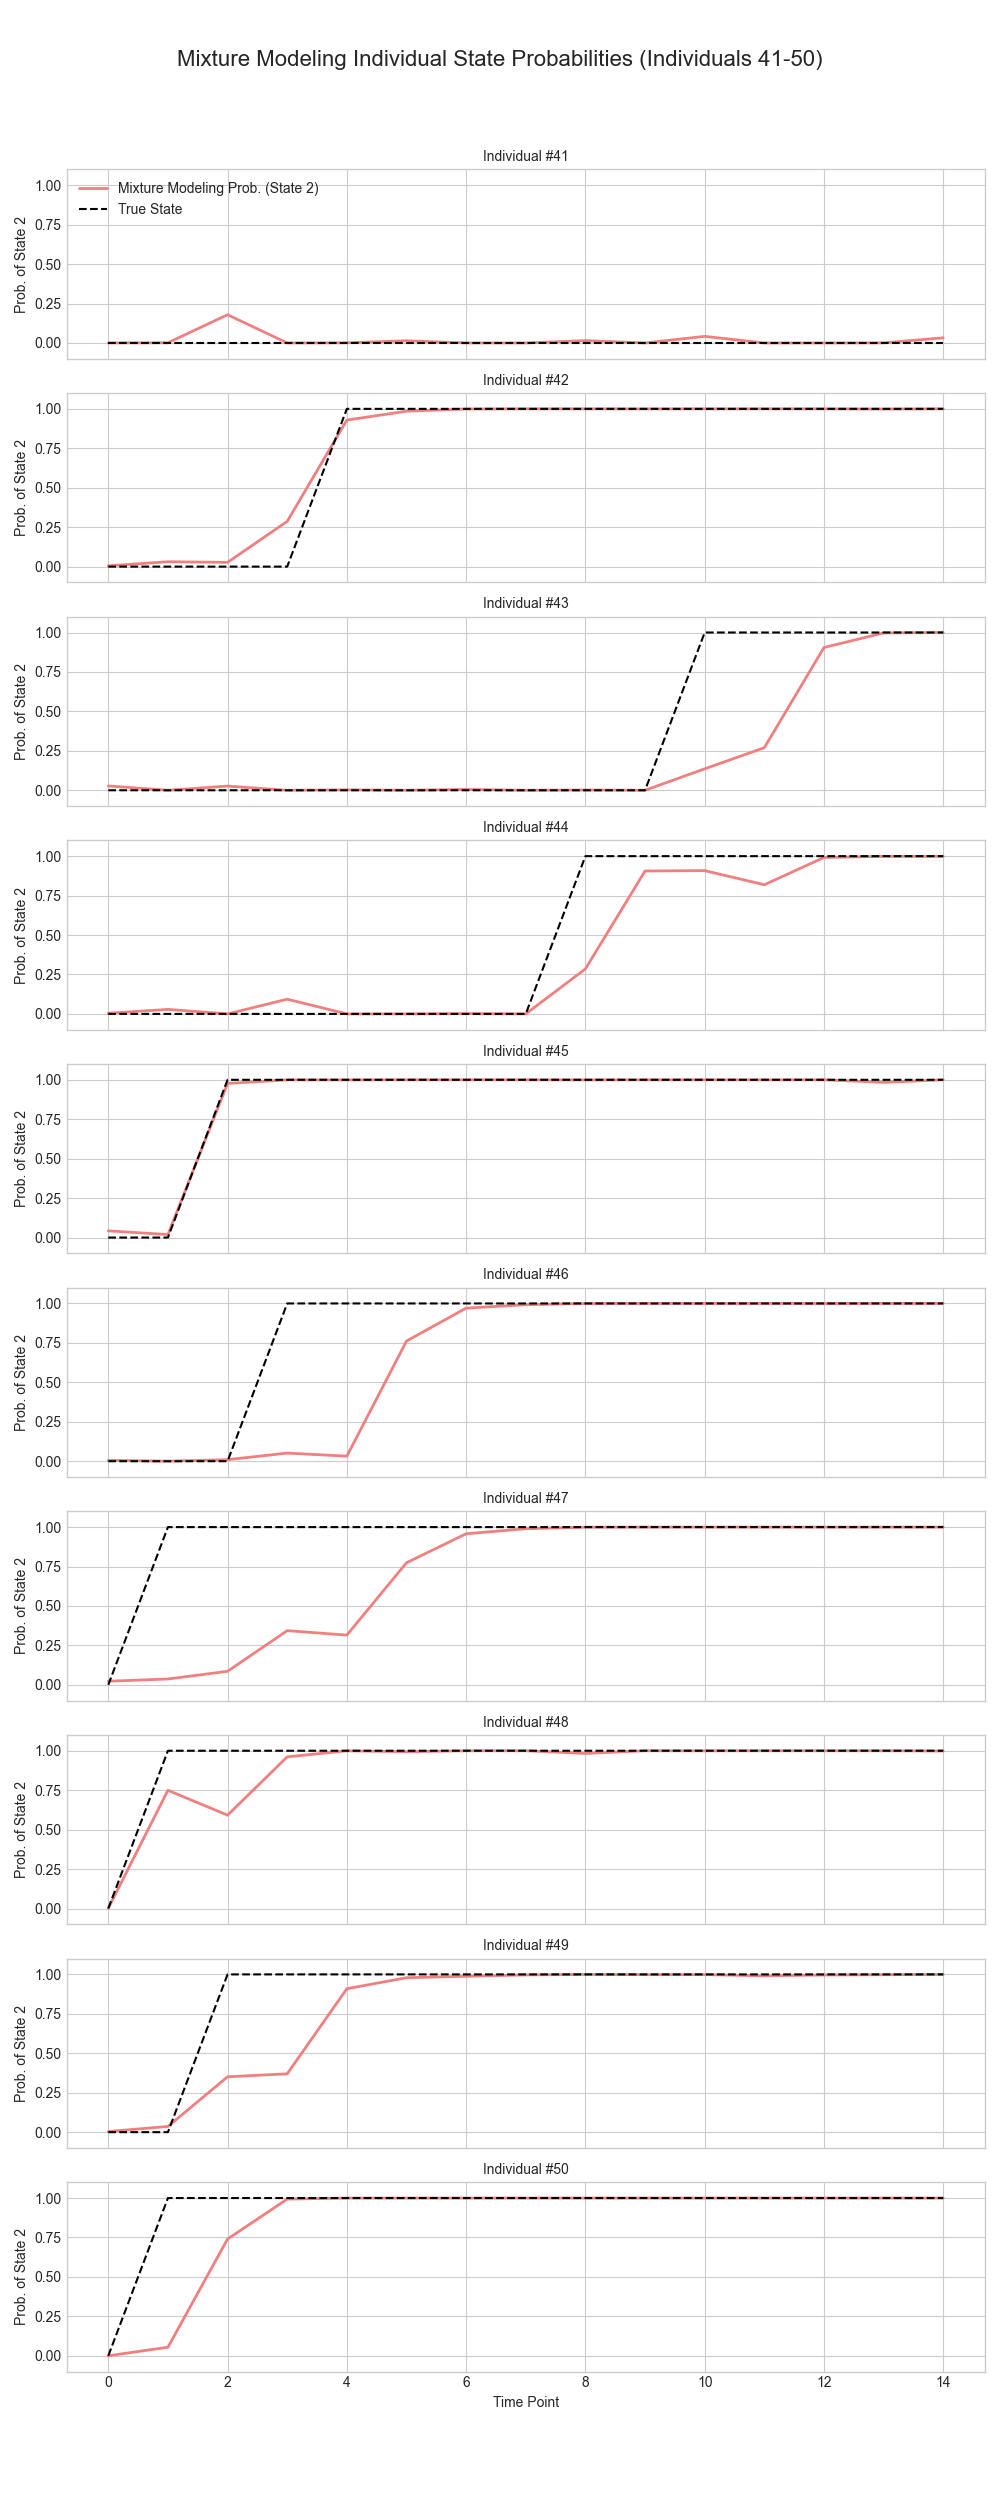 Mixture Modeling Individual State Probabilities (Individuals 41-50)
Individual #41
Mixture Modeling Prob. (State 2)
True State
Prob. of State 2
1.00
0.75
0.50
0.25
0.00
Individual #42
Prob. of State 2
1.00
0.75
0.50
0.25
0.00
Individual #43
Prob. of State 2
1.00
0.75
0.50
0.25
0.00
Individual #44
Prob. of State 2
1.00
0.75
0.50
0.25
0.00
Individual #45
Prob. of State 2
1.00
0.75
0.50
0.25
0.00
Individual #46
Prob. of State 2
1.00
0.75
0.50
0.25
0.00
Individual #47
Prob. of State 2
1.00
0.75
0.50
0.25
0.00
Individual #48
Prob. of State 2
1.00
0.75
0.50
0.25
0.00
Individual #49
Prob. of State 2
1.00
0.75
0.50
0.25
0.00
Individual #50
Prob. of State 2
1.00
0.75
0.50
0.25
0.00
0 2 4 6 8 10 12 14
Time Point